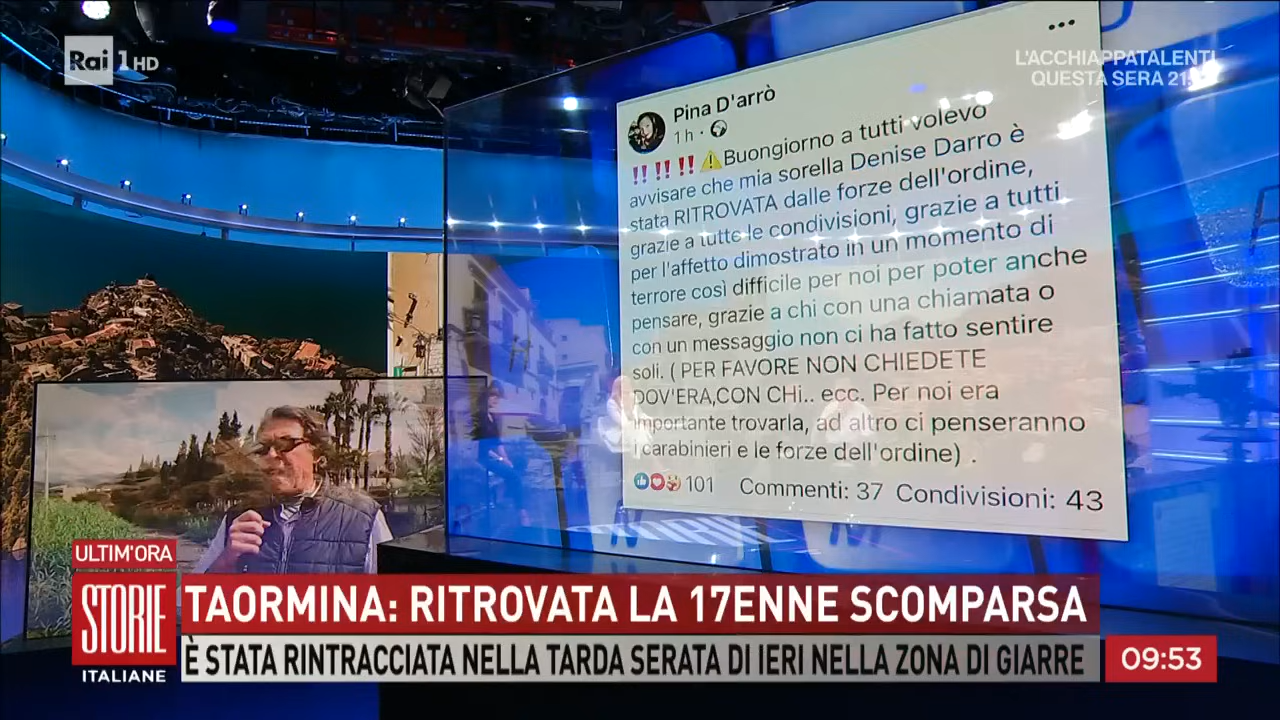 Rai 1 HD
L'ACCHIAPPATALENTI
QUESTA SERA 21.
Pina D'arrò
1 h ·
‼️ ‼️ ‼️ ⚠️Buongiorno a tutti volevo
avvisare che mia sorella Denise Darro è
stata RITROVATA dalle forze dell'ordine,
grazie a tutte le condivisioni, grazie a tutti
per l'affetto dimostrato in un momento di
terrore così difficile per noi per poter anche
pensare, grazie a chi con una chiamata o
con un messaggio non ci ha fatto sentire
soli. ( PER FAVORE NON CHIEDETE
DOV'ERA,CON CHi.. ecc. Per noi era
importante trovarla, ad altro ci penseranno
i carabinieri e le forze dell'ordine) .
101 Commenti: 37 Condivisioni: 43
ULTIM'ORA
STORIE
ITALIANE
TAORMINA: RITROVATA LA 17ENNE SCOMPARSA
È STATA RINTRACCIATA NELLA TARDA SERATA DI IERI NELLA ZONA DI GIARRE
09:53